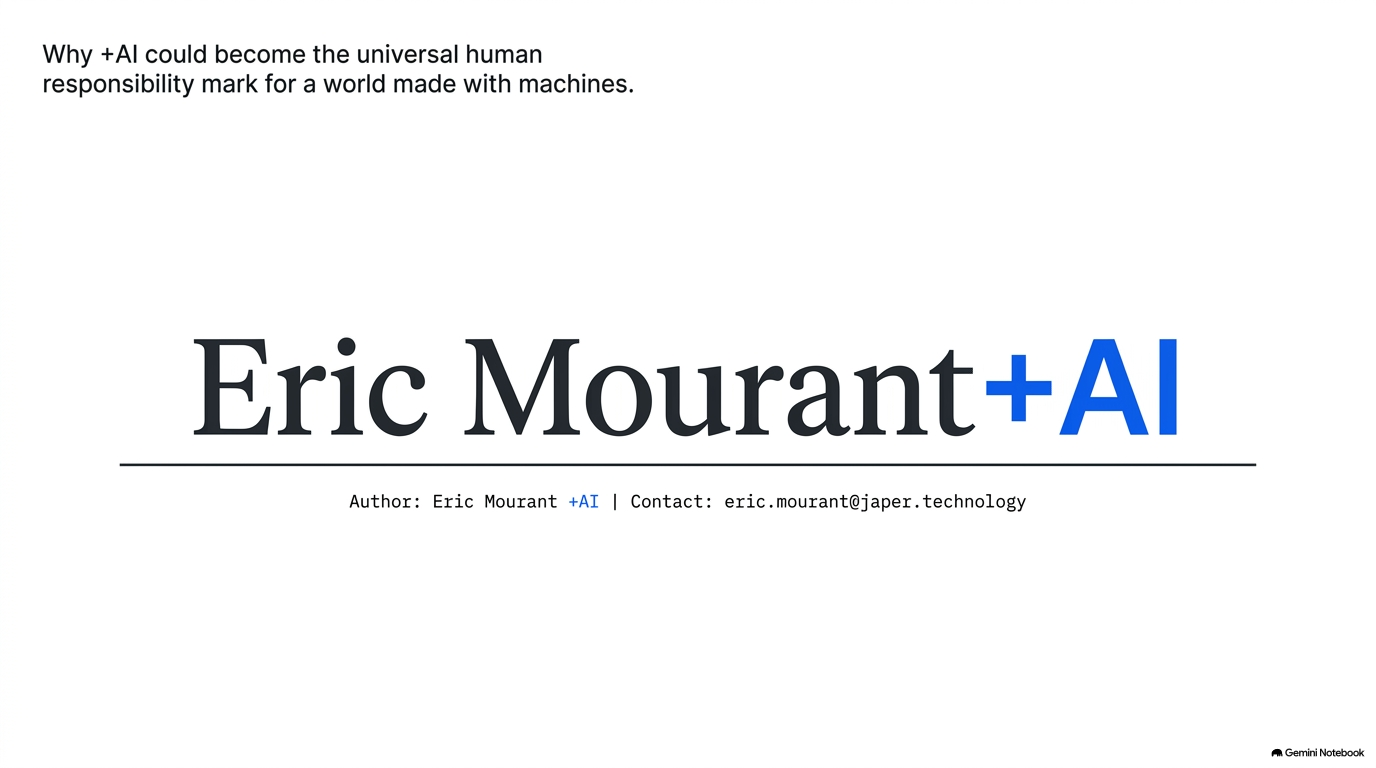 Why +AI could become the universal human
responsibility mark for a world made with machines.
Eric Mourant+AI
Author: Eric Mourant +AI | Contact: eric.mourant@japer.technology
Gemini Notebook